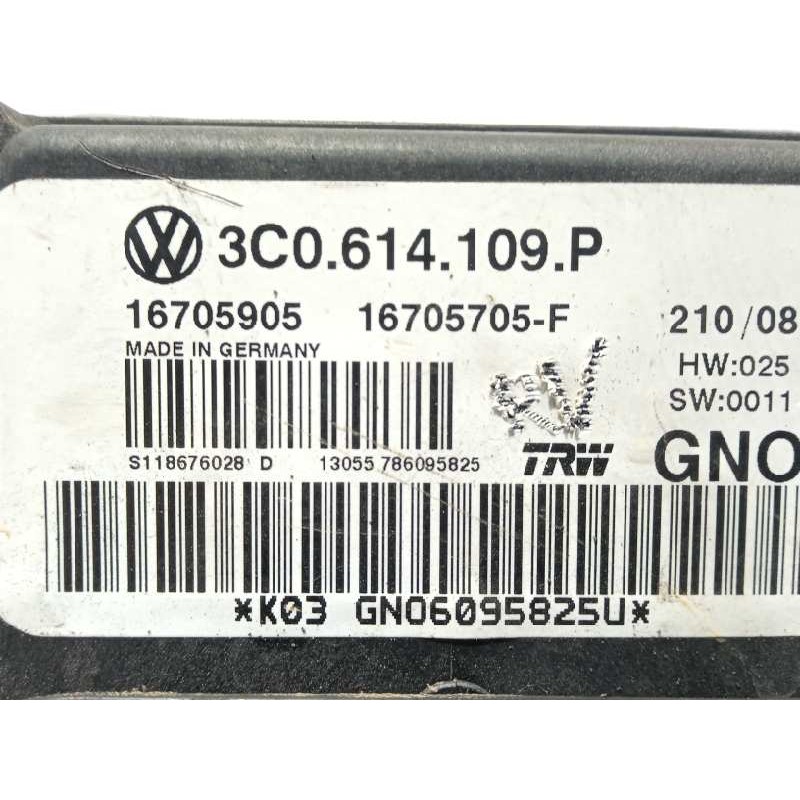 3C0.614.109.P
16705905 16705705-F 210/08
MADE IN GERMANY
HW:025
SW:0011
S118676028 D 13055 786095825
TRW
GNO
*K03 GNO6095825U*